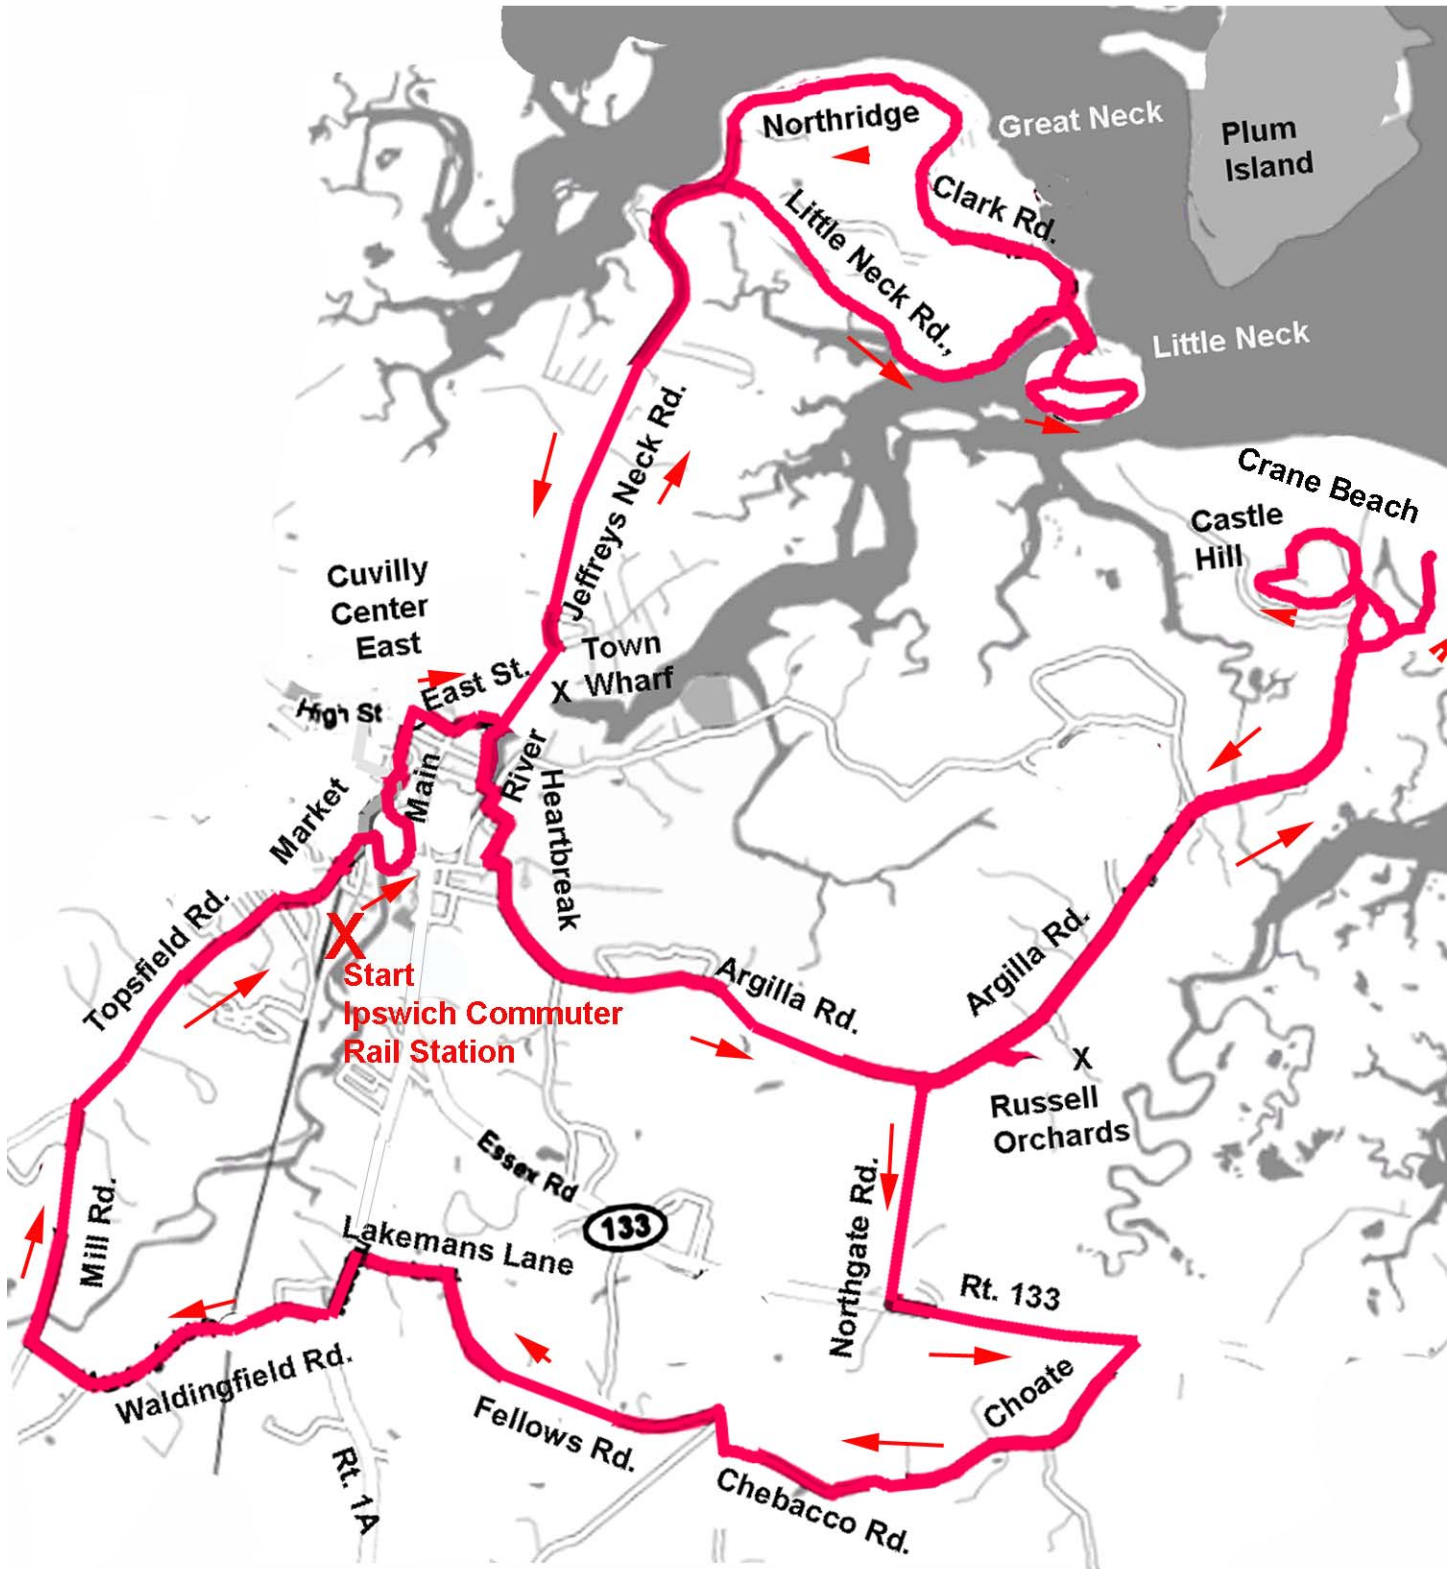 Northridge
Great Neck
Plum
Island
Clark Rd.
Little Neck Rd.,
Little Neck
Jeffreys Neck Rd.
Crane Beach
Castle
Hill
Cuvilly
Center
East
Town
X Wharf
East St.
High St
River
Main
Market
Heartbreak
Topsfield Rd.
X
Start
Ipswich Commuter
Rail Station
Argilla Rd.
Argilla Rd.
X
Russell
Orchards
Essex Rd
133
Mill Rd.
Lakemans Lane
Northgate Rd.
Rt. 133
Waldingfield Rd.
Choate
Fellows Rd.
Rt. 1A
Chebacco Rd.